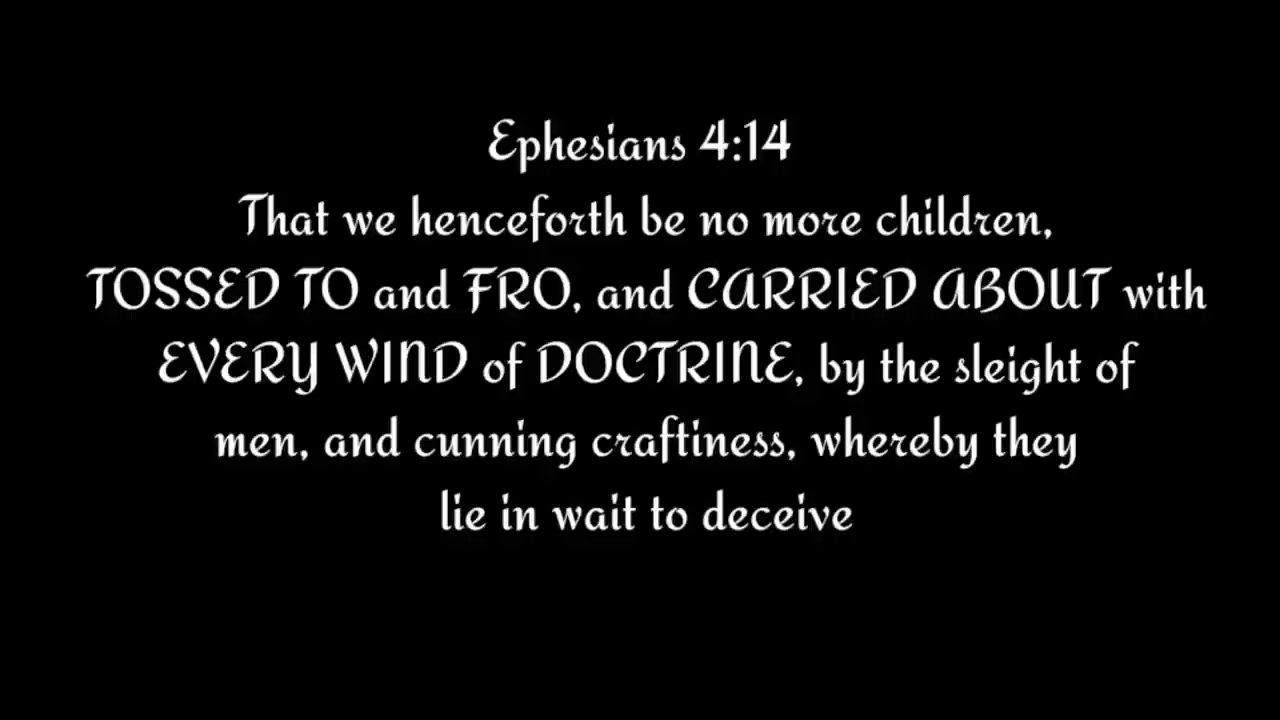 Ephesians 4:14
That we henceforth be no more children,
TOSSED TO and FRO, and CARRIED ABOUT with
EVERY WIND of DOCTRINE, by the sleight of
men, and cunning craftiness, whereby they
lie in wait to deceive